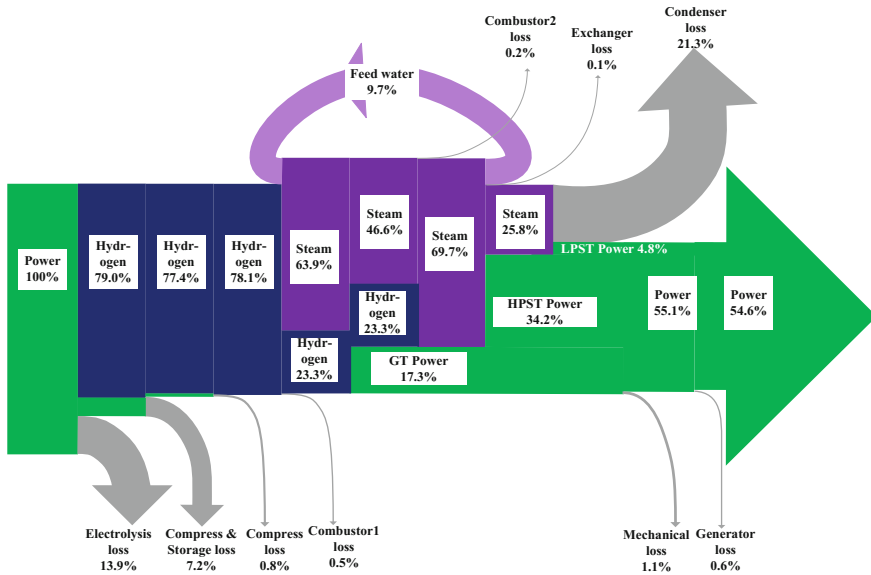 Combustor2
loss
0.2%
Exchanger
loss
0.1%
Condenser
loss
21.3%
Feed water
9.7%
Power
100%
Hydr-
ogen
79.0%
Hydr-
ogen
77.4%
Hydr-
ogen
78.1%
Steam
63.9%
Hydr-
ogen
23.3%
Steam
46.6%
Hydr-
ogen
23.3%
Steam
69.7%
Steam
25.8%
LPST Power 4.8%
HPST Power
34.2%
GT Power
17.3%
Power
55.1%
Power
54.6%
Electrolysis
loss
13.9%
Compress &
Storage loss
7.2%
Compress
loss
0.8%
Combustor1
loss
0.5%
Mechanical
loss
1.1%
Generator
loss
0.6%